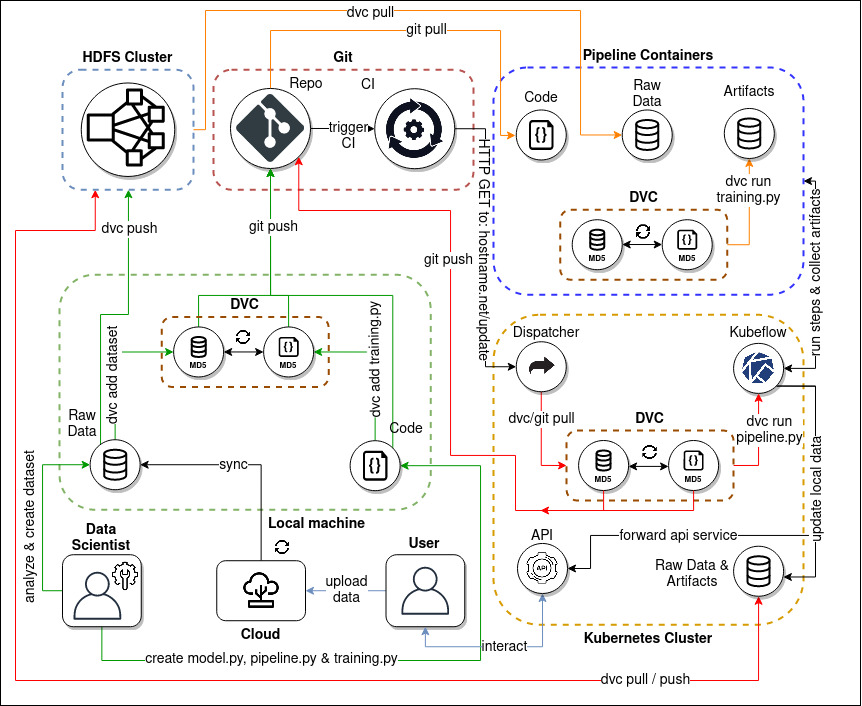 dvc pull
git pull
HDFS Cluster
Git
Pipeline Containers
Repo
CI
trigger
CI
Code
Raw
Data
Artifacts
HTTP GET to: hostname.net/update
dvc run
training.py
DVC
MD5
MD5
run steps & collect artifacts
dvc push
git push
git push
DVC
MD5
MD5
dvc add dataset
dvc add training.py
Raw
Data
Code
sync
Local machine
Dispatcher
Kubeflow
dvc/git pull
DVC
MD5
MD5
dvc run
pipeline.py
update local data
analyze & create dataset
Data
Scientist
Cloud
upload
data
User
API
API
forward api service
Raw Data &
Artifacts
Kubernetes Cluster
interact
create model.py, pipeline.py & training.py
dvc pull / push